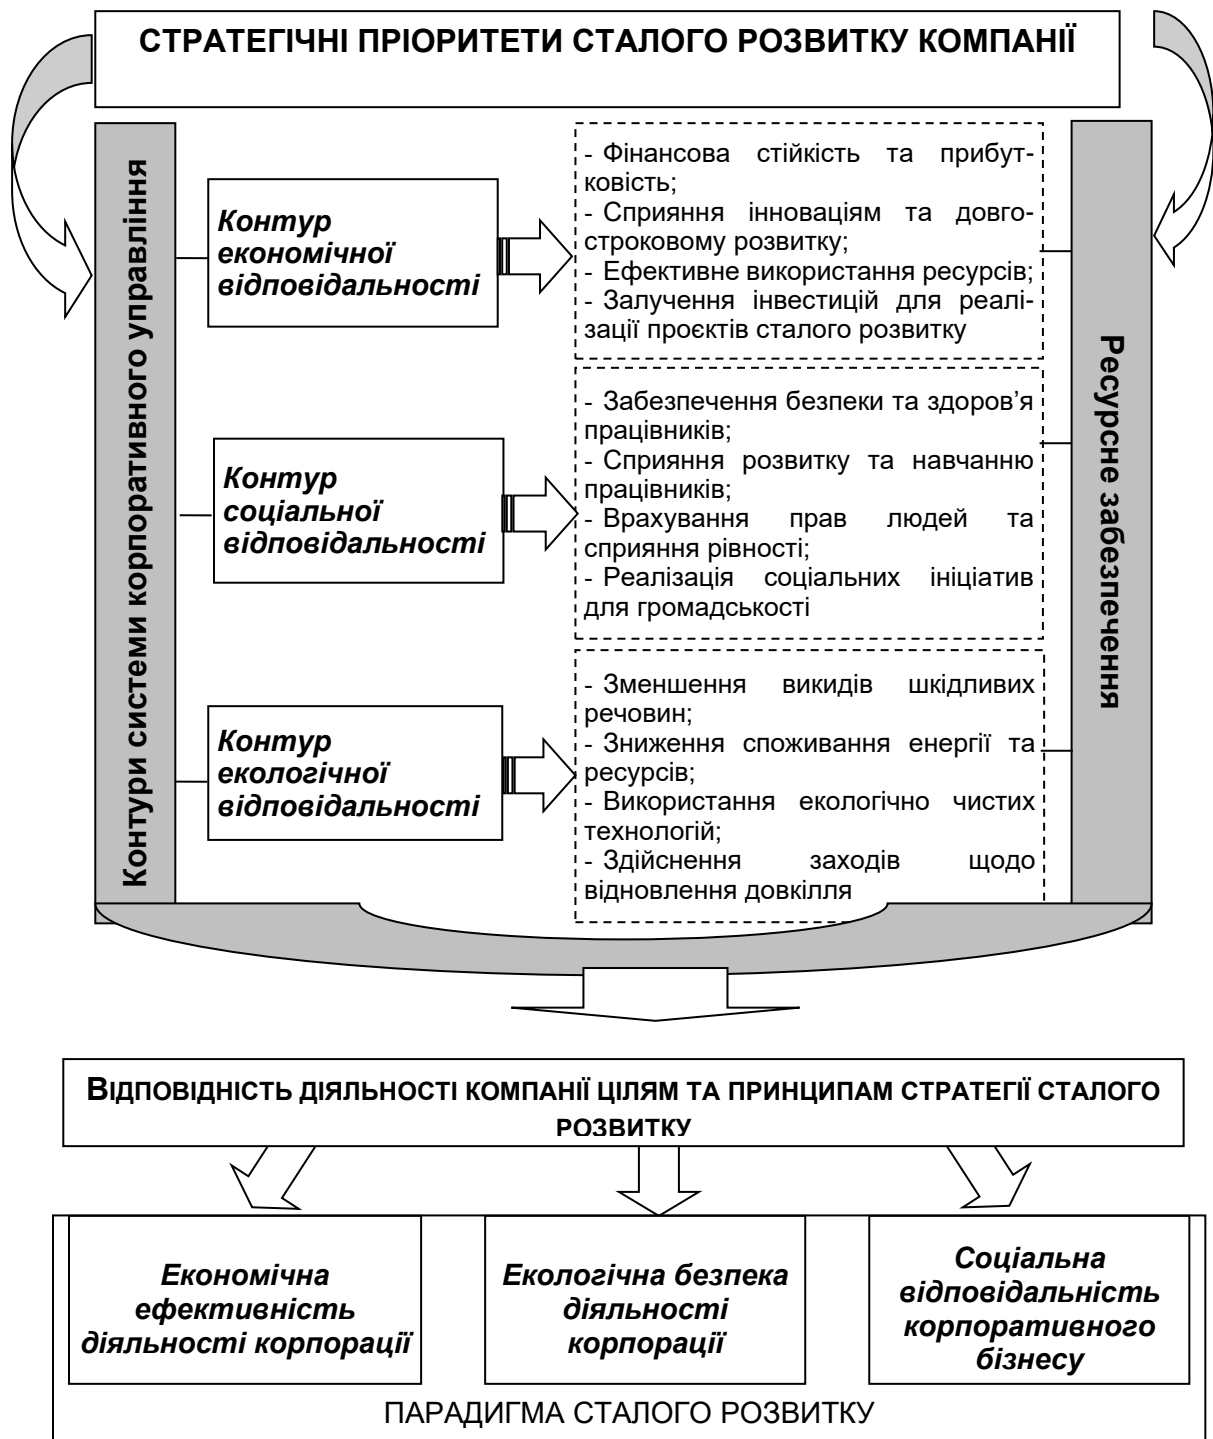 СТРАТЕГІЧНІ ПРІОРИТЕТИ СТАЛОГО РОЗВИТКУ КОМПАНІЇ
Контури системи корпоративного управління
Контур
економічної
відповідальності
- Фінансова стійкість та прибут-
ковість;
- Сприяння інноваціям та довго-
строковому розвитку;
- Ефективне використання ресурсів;
- Залучення інвестицій для реалі-
зації проєктів сталого розвитку
Контур
соціальної
відповідальності
- Забезпечення безпеки та здоров’я
працівників;
- Сприяння розвитку та навчанню
працівників;
- Врахування прав людей та
сприяння рівності;
- Реалізація соціальних ініціатив
для громадськості
Контур
екологічної
відповідальності
- Зменшення викидів шкідливих
речовин;
- Зниження споживання енергії та
ресурсів;
- Використання екологічно чистих
технологій;
- Здійснення заходів щодо
відновлення довкілля
Ресурсне забезпечення
ВІДПОВІДНІСТЬ ДІЯЛЬНОСТІ КОМПАНІЇ ЦІЛЯМ ТА ПРИНЦИПАМ СТРАТЕГІЇ СТАЛОГО
РОЗВИТКУ
Економічна
ефективність
діяльності корпорації
Екологічна безпека
діяльності
корпорації
Соціальна
відповідальність
корпоративного
бізнесу
ПАРАДИГМА СТАЛОГО РОЗВИТКУ